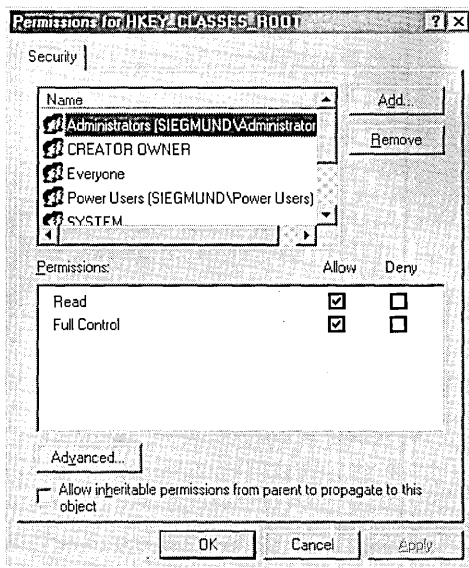 Permissions for HKEY_CLASSES_ROOT
Security
Name
Administrators (SIEGMUND\Administrator
CREATOR OWNER
Everyone
Power Users (SIEGMUND\Power Users)
SYSTEM
Add...
Remove
Permissions: Allow Deny
Read
Full Control
Advanced...
Allow inheritable permissions from parent to propagate to this
object
OK Cancel Apply